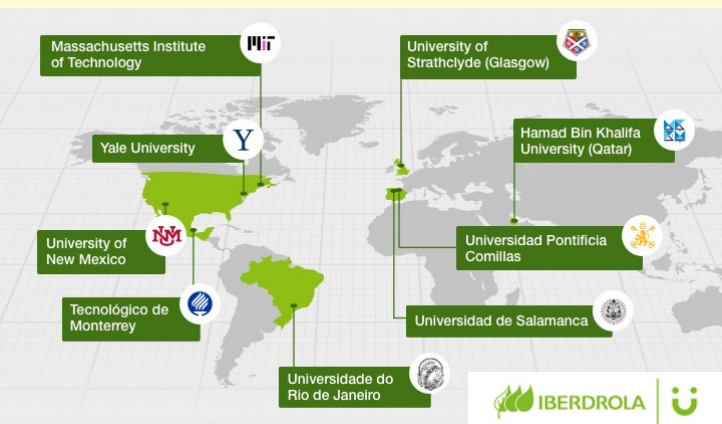 Massachusetts Institute
of Technology
MIT
University of
Strathclyde (Glasgow)
Yale University
Y
Hamad Bin Khalifa
University (Qatar)
University of
New Mexico
NM
Universidad Pontificia
Comillas
Tecnológico de
Monterrey
Universidad de Salamanca
Universidade do
Rio de Janeiro
IBERDROLA